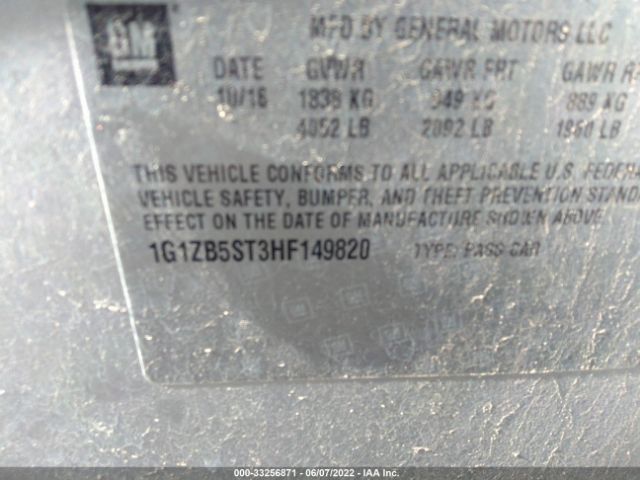 GM
MFD BY GENERAL MOTORS LLC
DATE GVWR GAWR FRT GAWR R
10/16 1838 KG 949 KG 889 KG
4052 LB 2092 LB 1960 LB
THIS VEHICLE CONFORMS TO ALL APPLICABLE U.S. FEDERA
VEHICLE SAFETY, BUMPER, AND THEFT PREVENTION STAND
EFFECT ON THE DATE OF MANUFACTURE SHOWN ABOVE.
1G1ZB5ST3HF149820 TYPE: PASS CAR
000-33256871 - 06/07/2022 - IAA Inc.